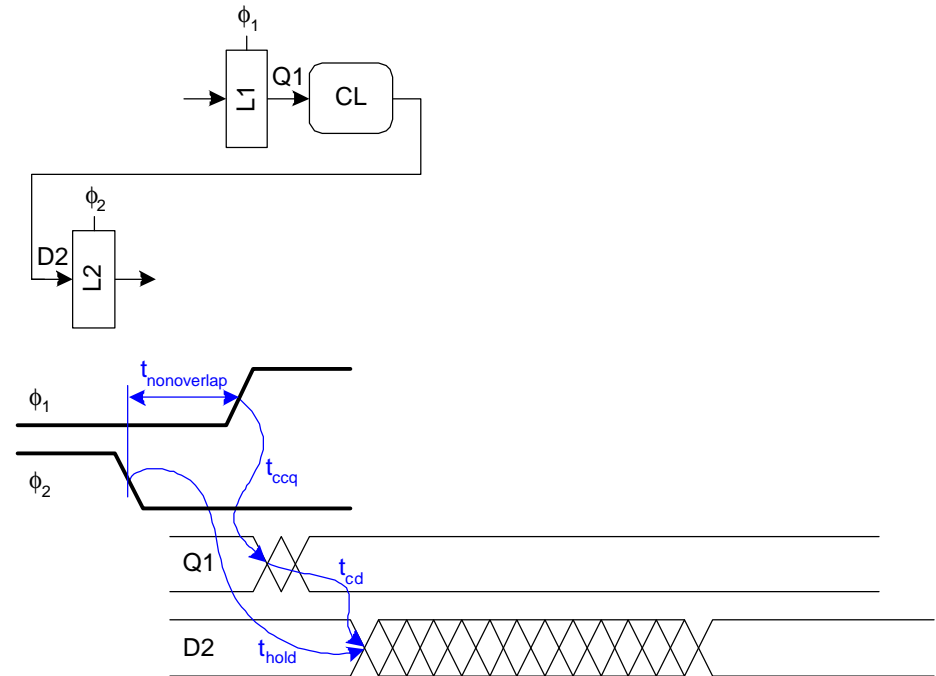 ϕ1
L1
Q1
CL
ϕ2
D2
L2
tnonoverlap
ϕ1
tccq
ϕ2
Q1
tcd
D2
thold